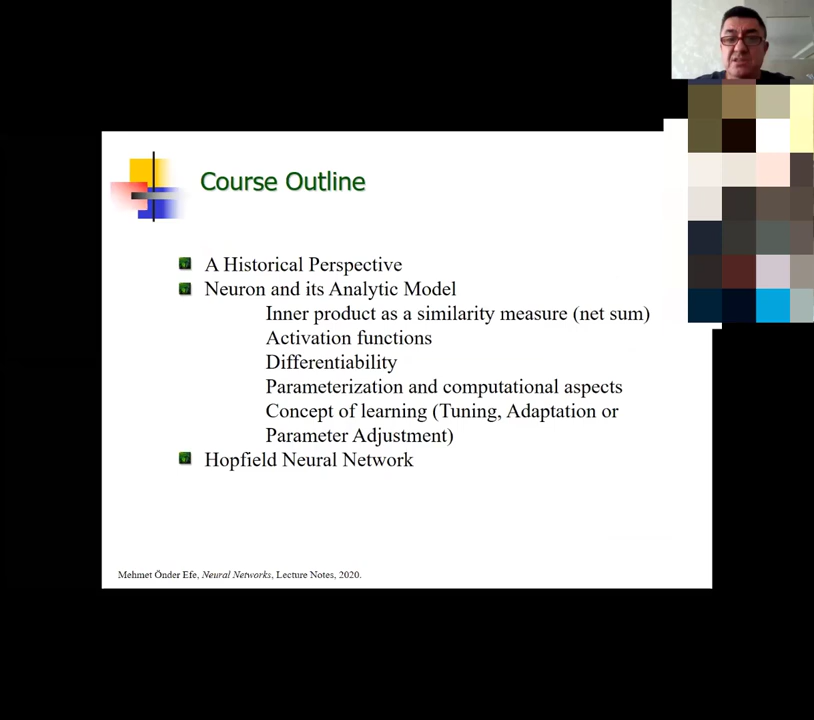 Course Outline
A Historical Perspective
Neuron and its Analytic Model
Inner product as a similarity measure (net sum)
Activation functions
Differentiability
Parameterization and computational aspects
Concept of learning (Tuning, Adaptation or
Parameter Adjustment)
Hopfield Neural Network
Mehmet Önder Efe, Neural Networks, Lecture Notes, 2020.